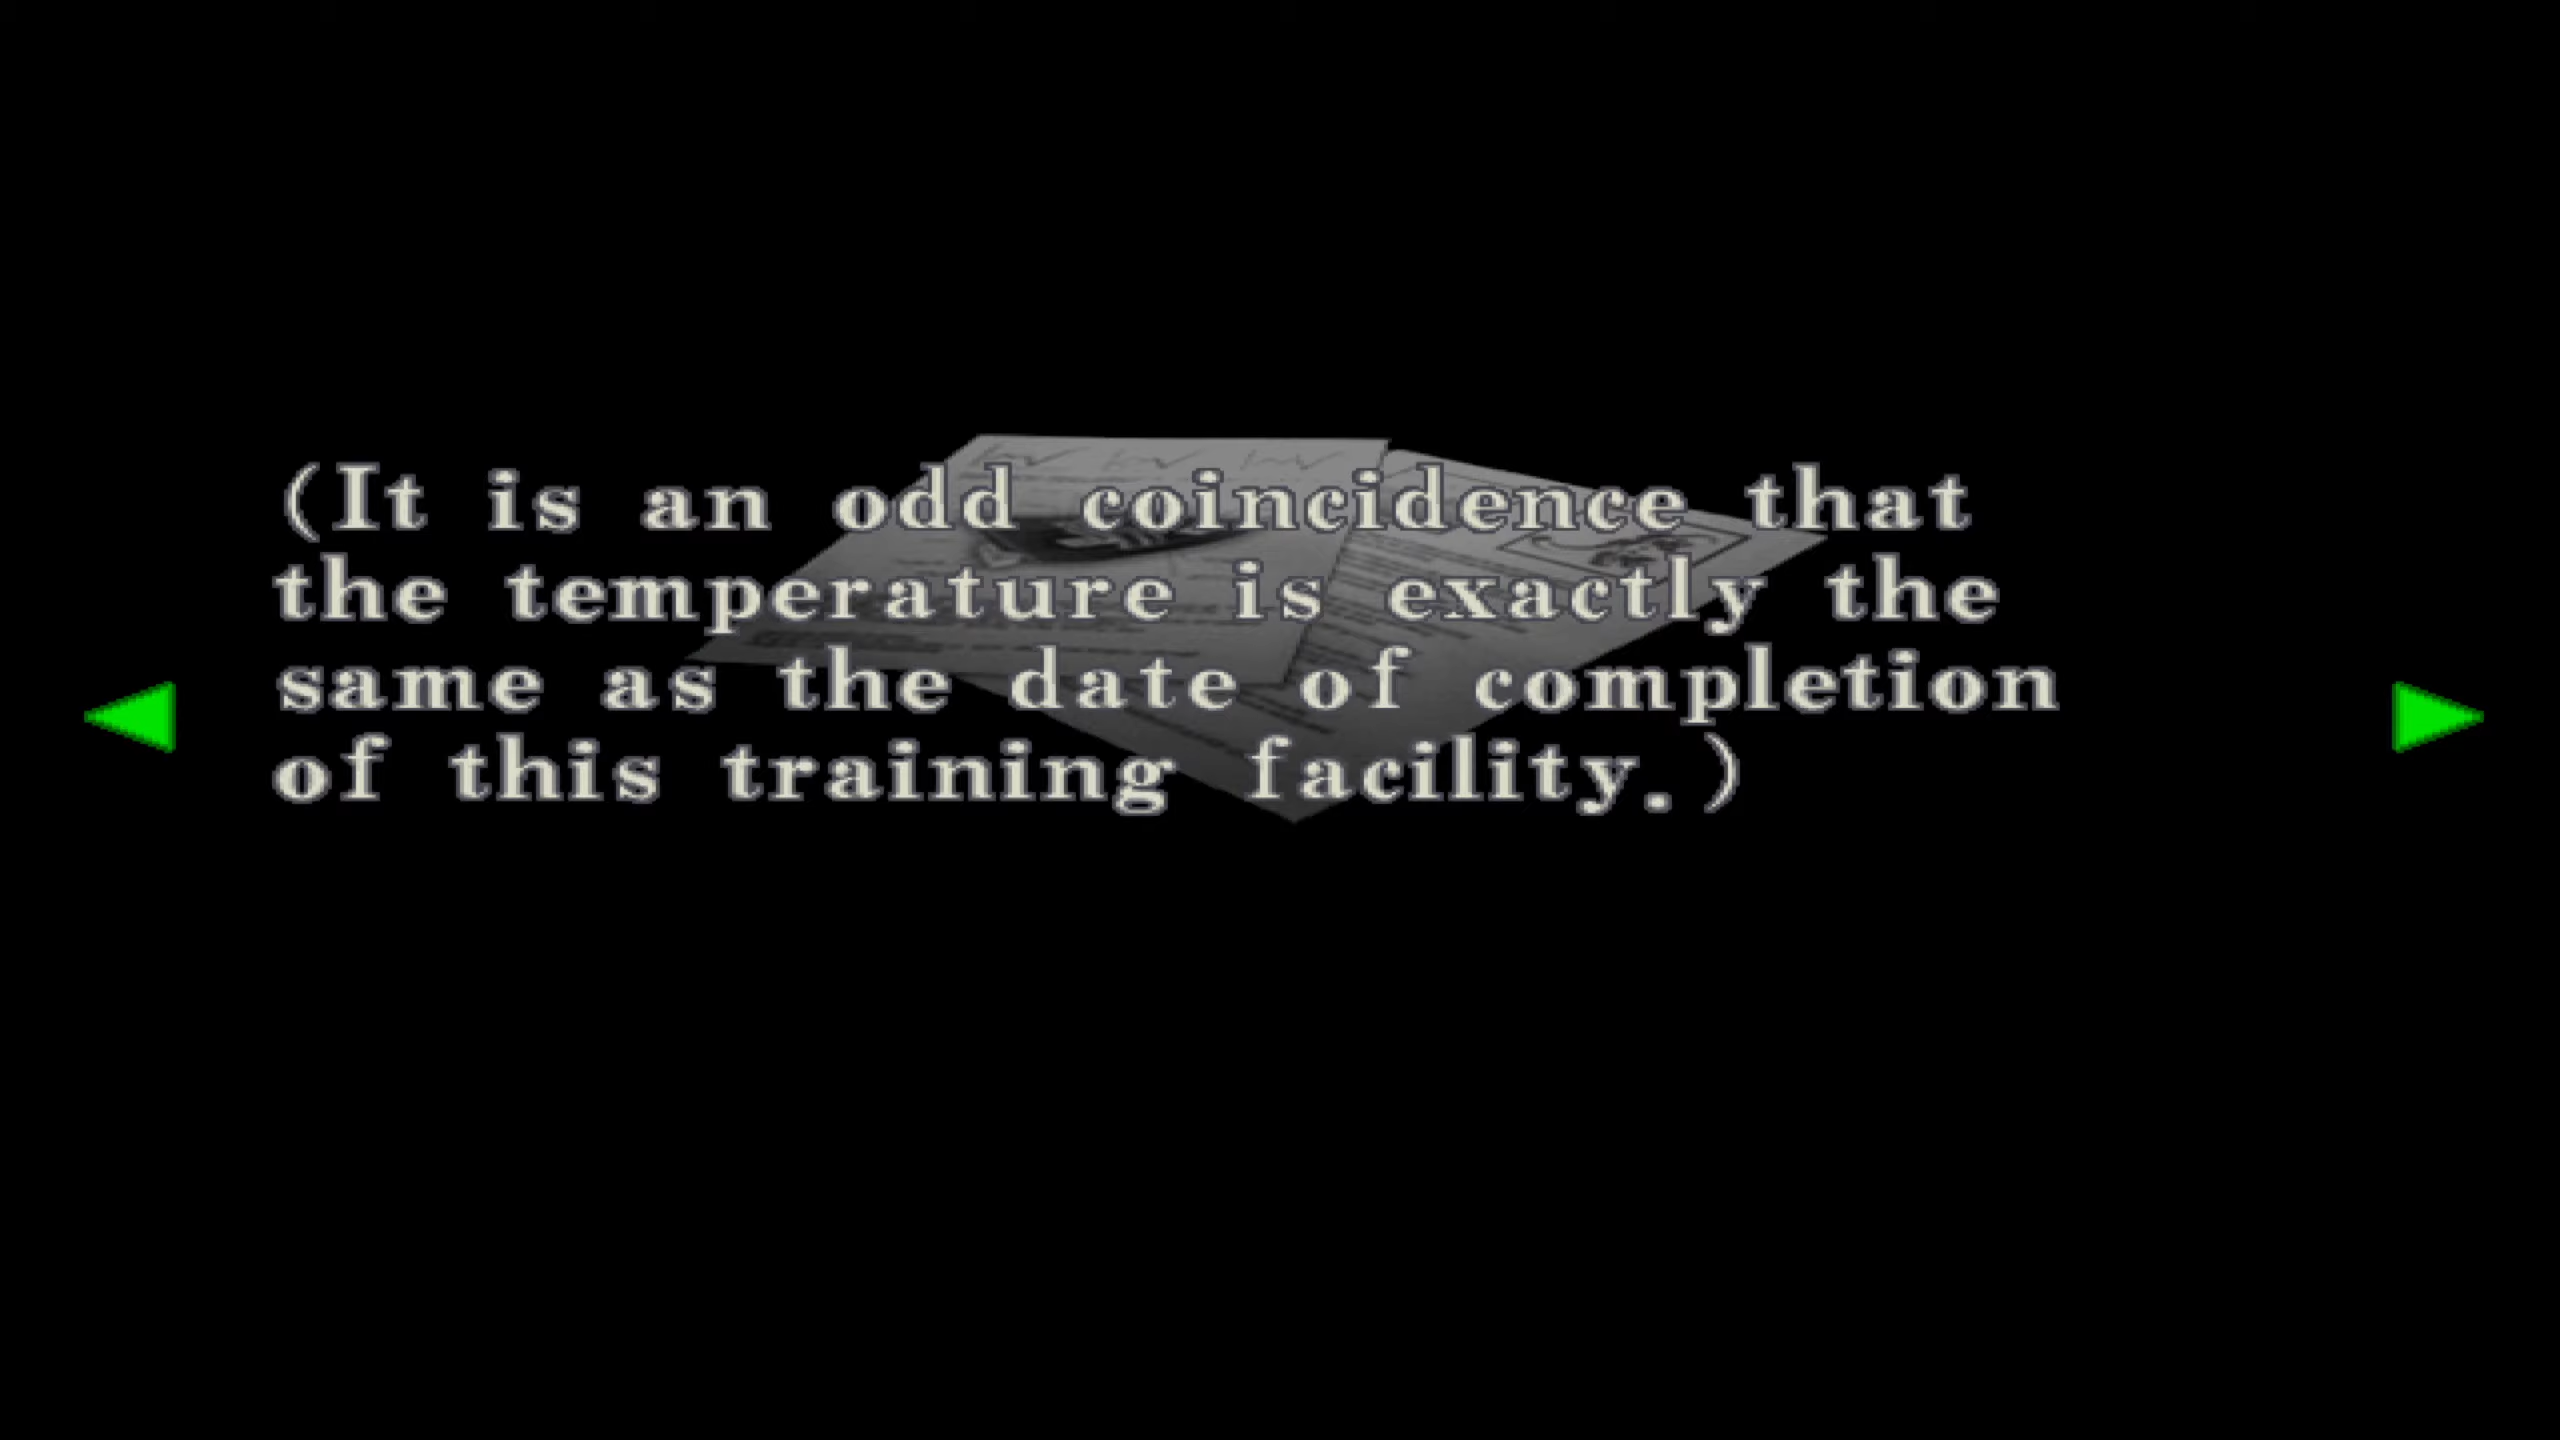 (It is an odd coincidence that
the temperature is exactly the
same as the date of completion
of this training facility.)